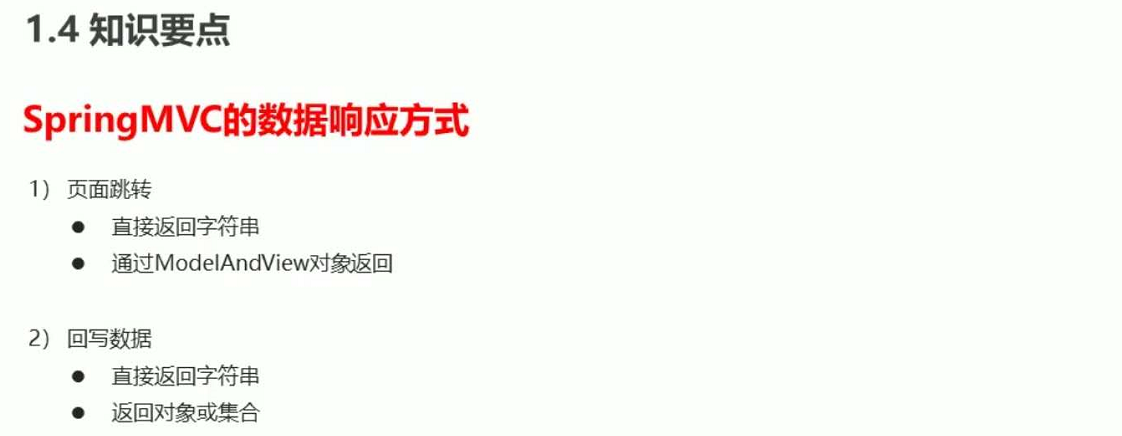 1.4 知识要点
SpringMVC的数据响应方式
1） 页面跳转
● 直接返回字符串
● 通过ModelAndView对象返回
2） 回写数据
● 直接返回字符串
● 返回对象或集合